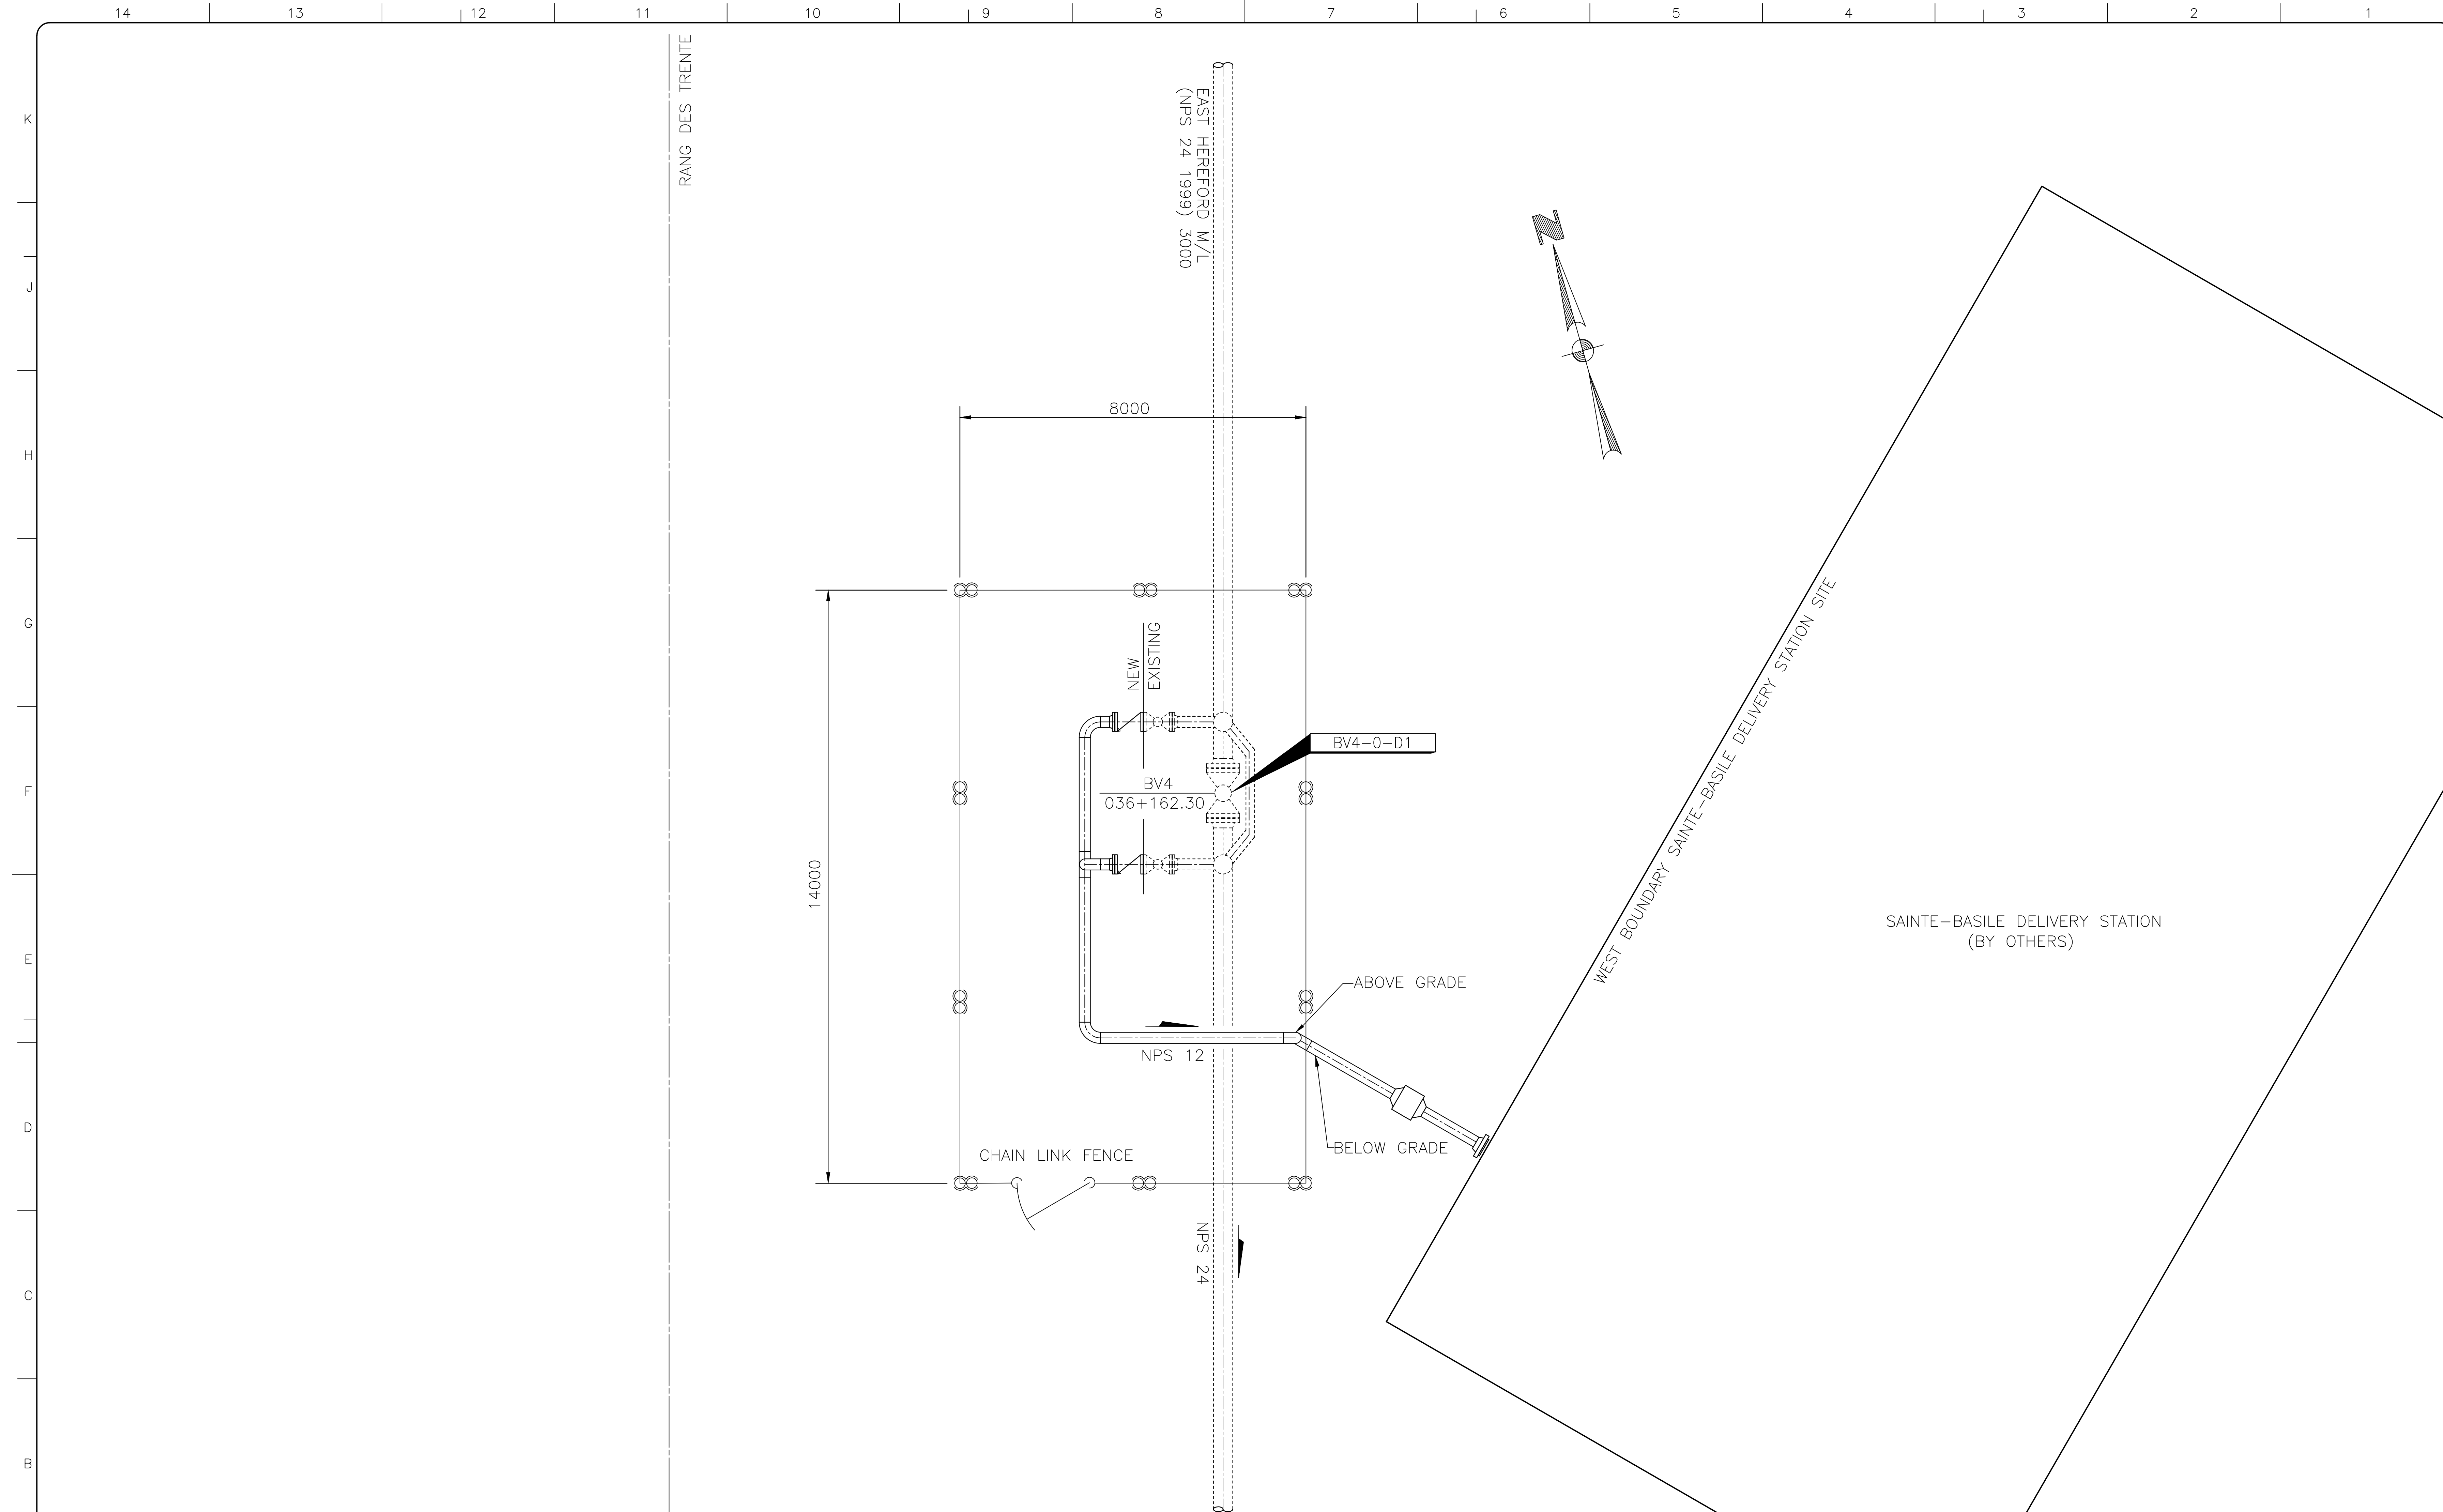 14 13 12 11 10 9 8 7 6 5 4 3 2 1
K
J
H
G
F
E
D
C
B
RANG DES TRENTE
EAST HEREFORD M/L
(NPS 24 1999) 3000
N
8000
14000
NEW
EXISTING
BV4-0-D1
BV4
036+162.30
WEST BOUNDARY SAINTE-BASILE DELIVERY STATION SITE
SAINTE-BASILE DELIVERY STATION
(BY OTHERS)
ABOVE GRADE
NPS 12
BELOW GRADE
CHAIN LINK FENCE
NPS 24